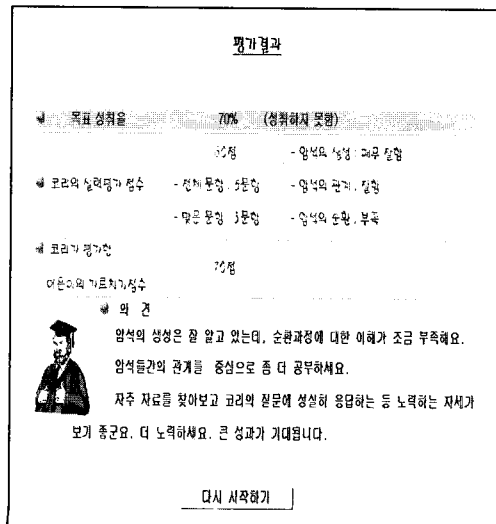 평가결과
목표 성취율 70% (성취하지 못함)
60점 - 암석의 생성 : 매우 잘함
코리의 실력평가 점수 - 전체 문항 : 5문항 - 암석의 관계 : 잘함
- 맞은 문항 : 3문항 - 암석의 순환 : 부족
코리가 평가한
70점
가르치기점수
의 견
암석의 생성은 잘 알고 있는데, 순환과정에 대한 이해가 조금 부족해요.
암석들간의 관계를 중심으로 좀 더 공부하세요.
자주 자료를 찾아보고 코리의 질문에 성실히 응답하는 등 노력하는 자세가
보기 좋군요. 더 노력하세요. 큰 성과가 기대됩니다.
다시 시작하기